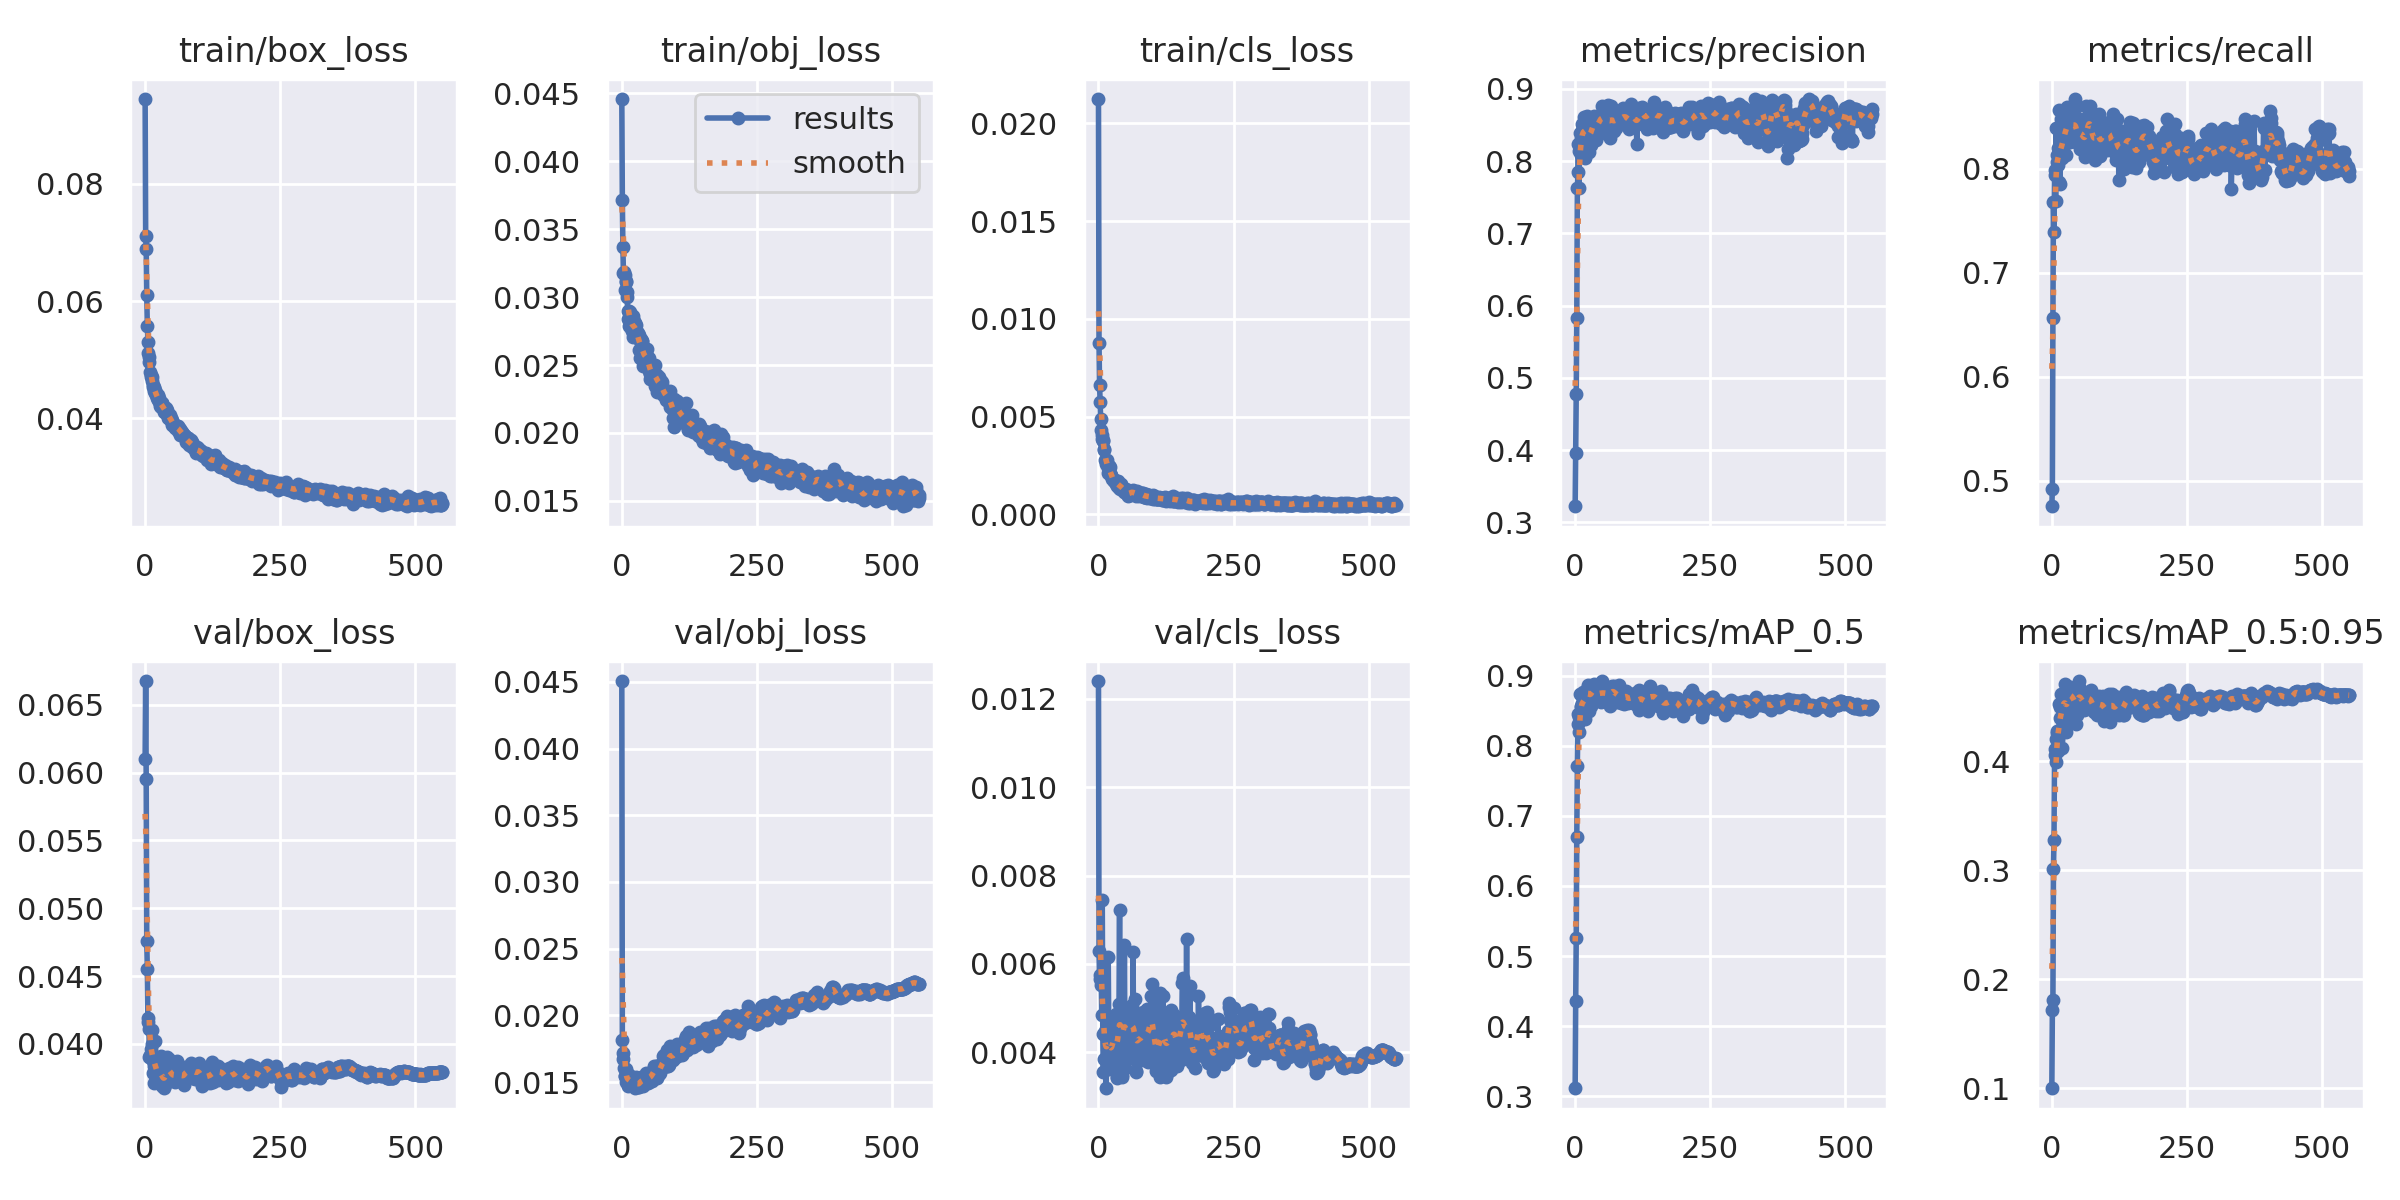 train/box_loss
0.08
0.06
0.04
0 250 500
train/obj_loss
0.045
0.040
0.035
0.030
0.025
0.020
0.015
results
smooth
0 250 500
train/cls_loss
0.020
0.015
0.010
0.005
0.000
0 250 500
metrics/precision
0.9
0.8
0.7
0.6
0.5
0.4
0.3
0 250 500
metrics/recall
0.8
0.7
0.6
0.5
0 250 500
val/box_loss
0.065
0.060
0.055
0.050
0.045
0.040
0 250 500
val/obj_loss
0.045
0.040
0.035
0.030
0.025
0.020
0.015
0 250 500
val/cls_loss
0.012
0.010
0.008
0.006
0.004
0 250 500
metrics/mAP_0.5
0.9
0.8
0.7
0.6
0.5
0.4
0.3
0 250 500
metrics/mAP_0.5:0.95
0.4
0.3
0.2
0.1
0 250 500